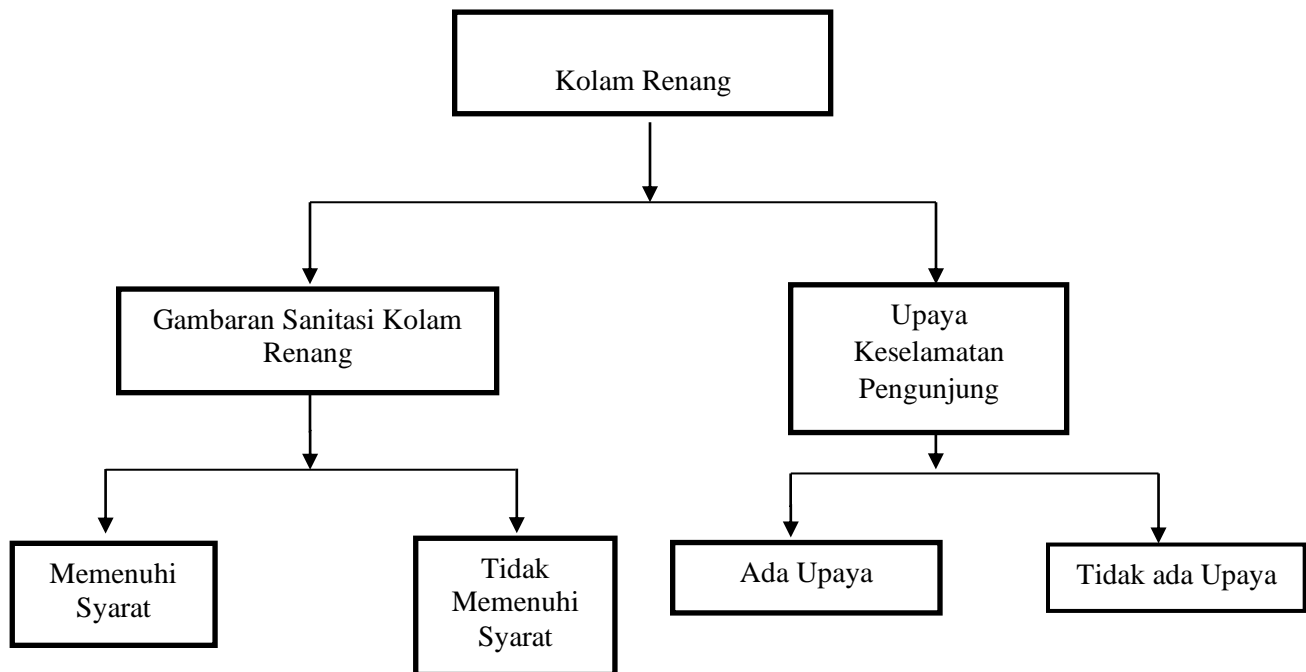 Kolam Renang
Gambaran Sanitasi Kolam
Renang
Upaya
Keselamatan
Pengunjung
Memenuhi
Syarat
Tidak
Memenuhi
Syarat
Ada Upaya
Tidak ada Upaya